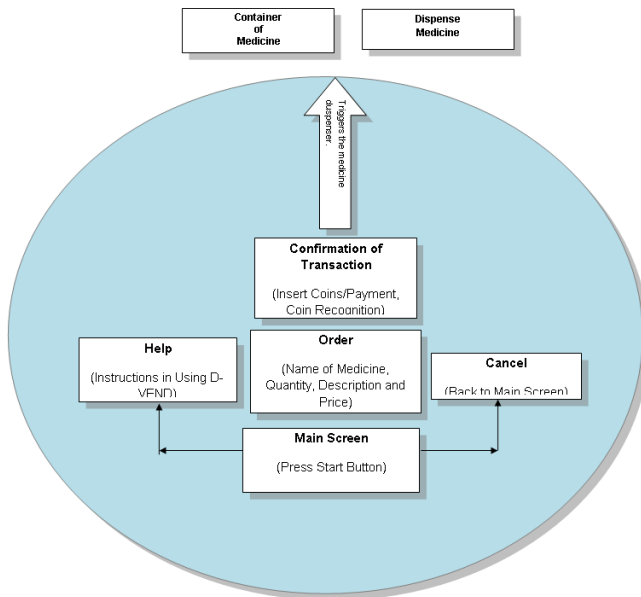 Container
of
Medicine
Dispense
Medicine
Triggers the medicine
duspenser.
Confirmation of
Transaction
(Insert Coins/Payment,
Coin Recognition)
Order
(Name of Medicine,
Quantity, Description and
Price)
Help
(Instructions in Using D-
VEND)
Cancel
(Back to Main Screen)
Main Screen
(Press Start Button)